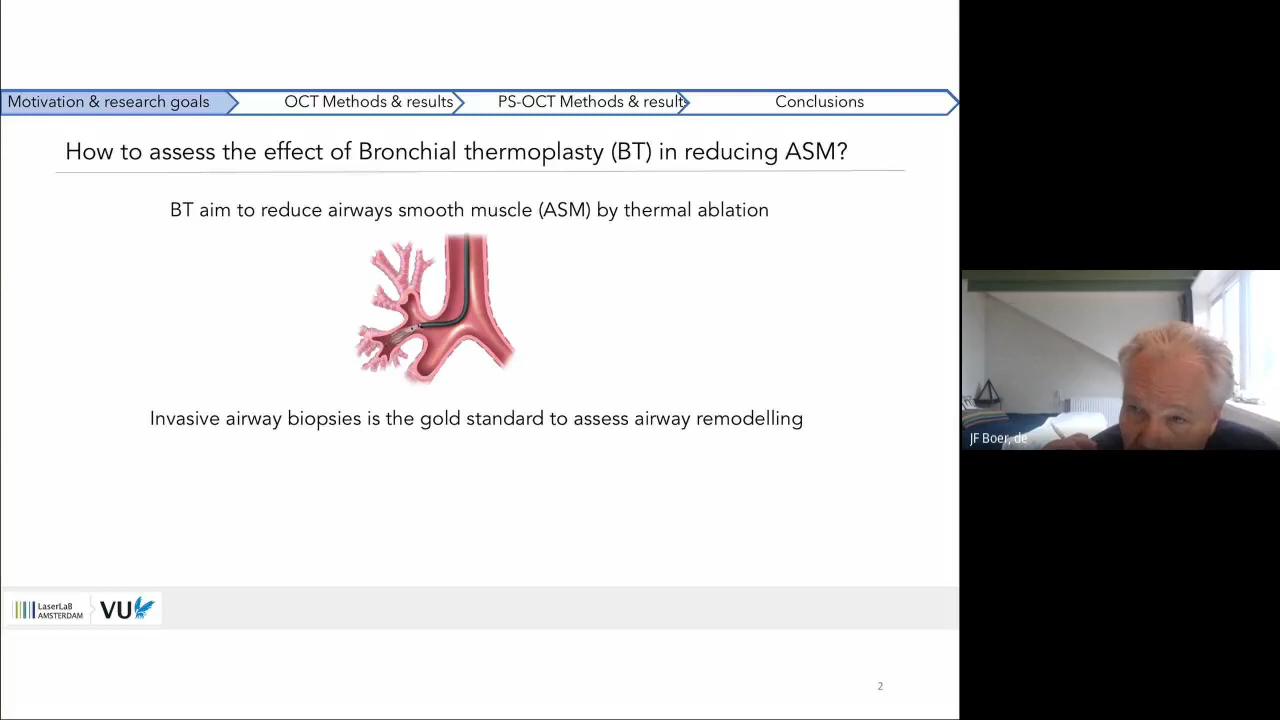 Motivation & research goals
OCT Methods & results
PS-OCT Methods & results
Conclusions
How to assess the effect of Bronchial thermoplasty (BT) in reducing ASM?
BT aim to reduce airways smooth muscle (ASM) by thermal ablation
Invasive airway biopsies is the gold standard to assess airway remodelling
JF Boer, de
LaserLaB
AMSTERDAM
VU
2